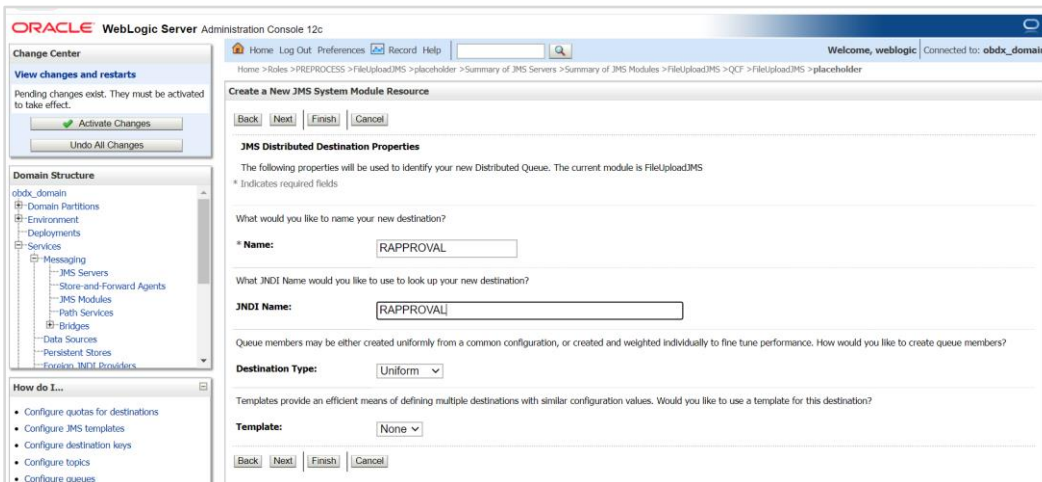 ORACLE WebLogic Server Administration Console 12c
Change Center
View changes and restarts
Pending changes exist. They must be activated
to take effect.
Activate Changes
Undo All Changes
Domain Structure
obdx_domain
Domain Partitions
Environment
Deployments
Services
Messaging
JMS Servers
Store-and-Forward Agents
JMS Modules
Path Services
Bridges
Data Sources
Persistent Stores
Foreign JNDI Providers
How do I...
Configure quotas for destinations
Configure JMS templates
Configure destination keys
Configure topics
Configure queues
Home Log Out Preferences Record Help
Welcome, weblogic Connected to: obdx_domain
Home >Roles >PREPROCESS >FileUploadJMS >placeholder >Summary of JMS Servers >Summary of JMS Modules >FileUploadJMS >QCF >FileUploadJMS >placeholder
Create a New JMS System Module Resource
Back Next Finish Cancel
JMS Distributed Destination Properties
The following properties will be used to identify your new Distributed Queue. The current module is FileUploadJMS
* Indicates required fields
What would you like to name your new destination?
* Name: RAPPROVAL
What JNDI Name would you like to use to look up your new destination?
JNDI Name: RAPPROVAL
Queue members may be either created uniformly from a common configuration, or created and weighted individually to fine tune performance. How would you like to create queue members?
Destination Type: Uniform
Templates provide an efficient means of defining multiple destinations with similar configuration values. Would you like to use a template for this destination?
Template: None
Back Next Finish Cancel